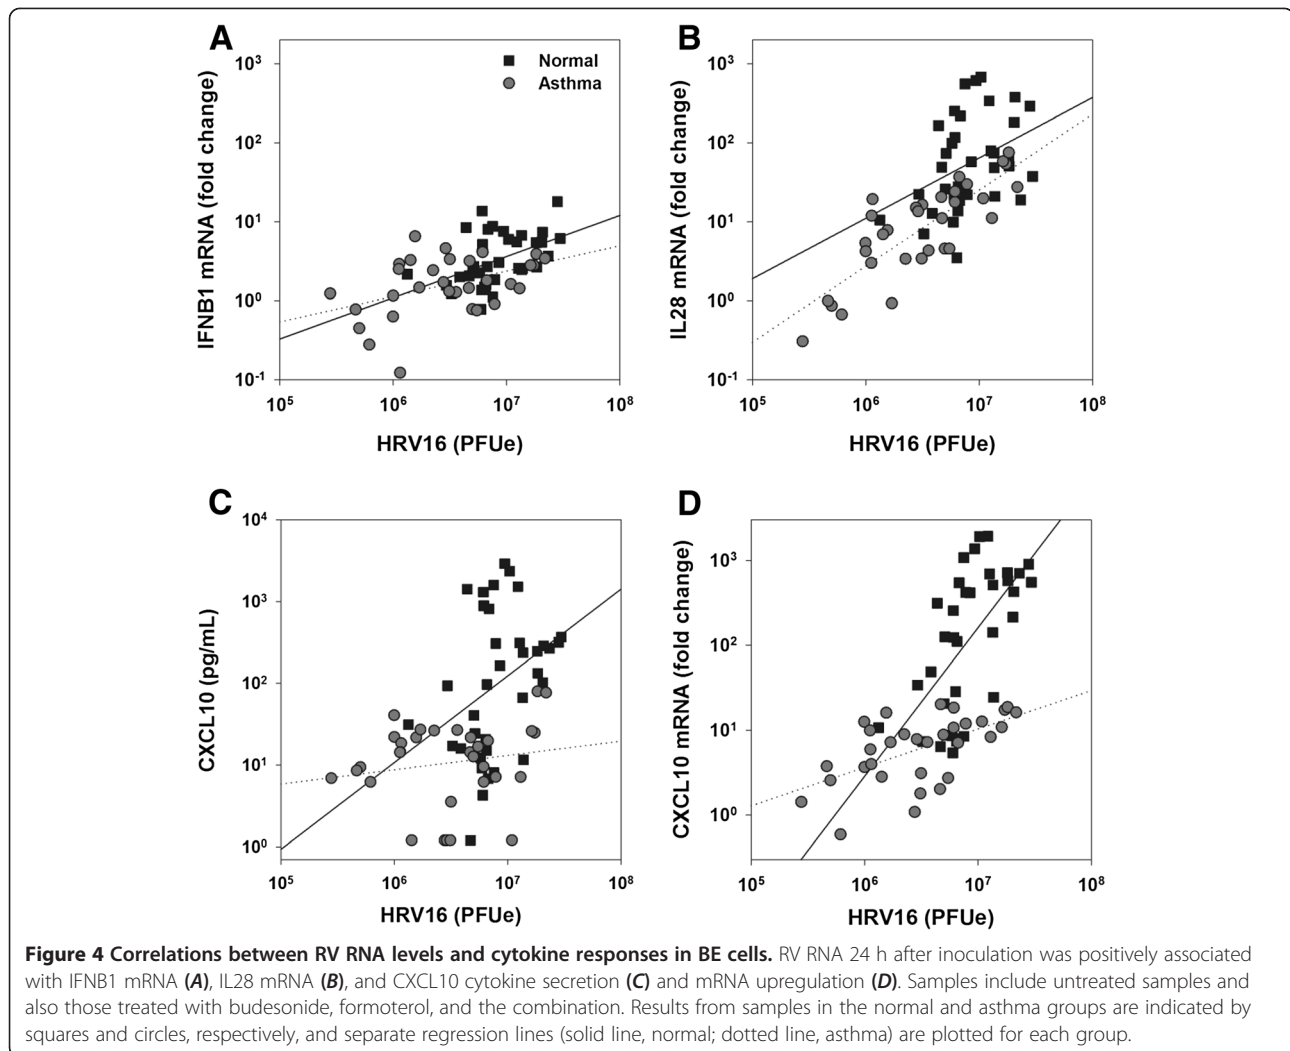 A
IFNB1 mRNA (fold change)
10³
10²
10¹
10⁰
10⁻¹
Normal
Asthma
10⁵ 10⁶ 10⁷ 10⁸
HRV16 (PFUe)
B
IL28 mRNA (fold change)
10³
10²
10¹
10⁰
10⁻¹
10⁵ 10⁶ 10⁷ 10⁸
HRV16 (PFUe)
C
CXCL10 (pg/mL)
10⁴
10³
10²
10¹
10⁰
10⁵ 10⁶ 10⁷ 10⁸
HRV16 (PFUe)
D
CXCL10 mRNA (fold change)
10³
10²
10¹
10⁰
10⁵ 10⁶ 10⁷ 10⁸
HRV16 (PFUe)
Figure 4 Correlations between RV RNA levels and cytokine responses in BE cells. RV RNA 24 h after inoculation was positively associated
with IFNB1 mRNA (A), IL28 mRNA (B), and CXCL10 cytokine secretion (C) and mRNA upregulation (D). Samples include untreated samples and
also those treated with budesonide, formoterol, and the combination. Results from samples in the normal and asthma groups are indicated by
squares and circles, respectively, and separate regression lines (solid line, normal; dotted line, asthma) are plotted for each group.